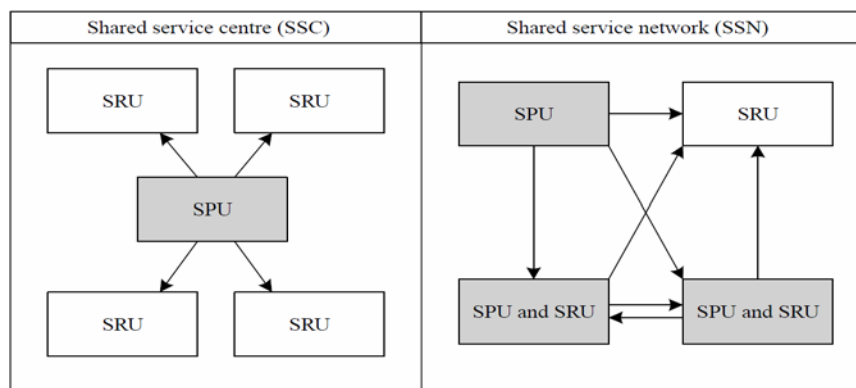 Shared service centre (SSC)
Shared service network (SSN)
SRU
SRU
SPU
SRU
SRU
SPU
SRU
SPU and SRU
SPU and SRU